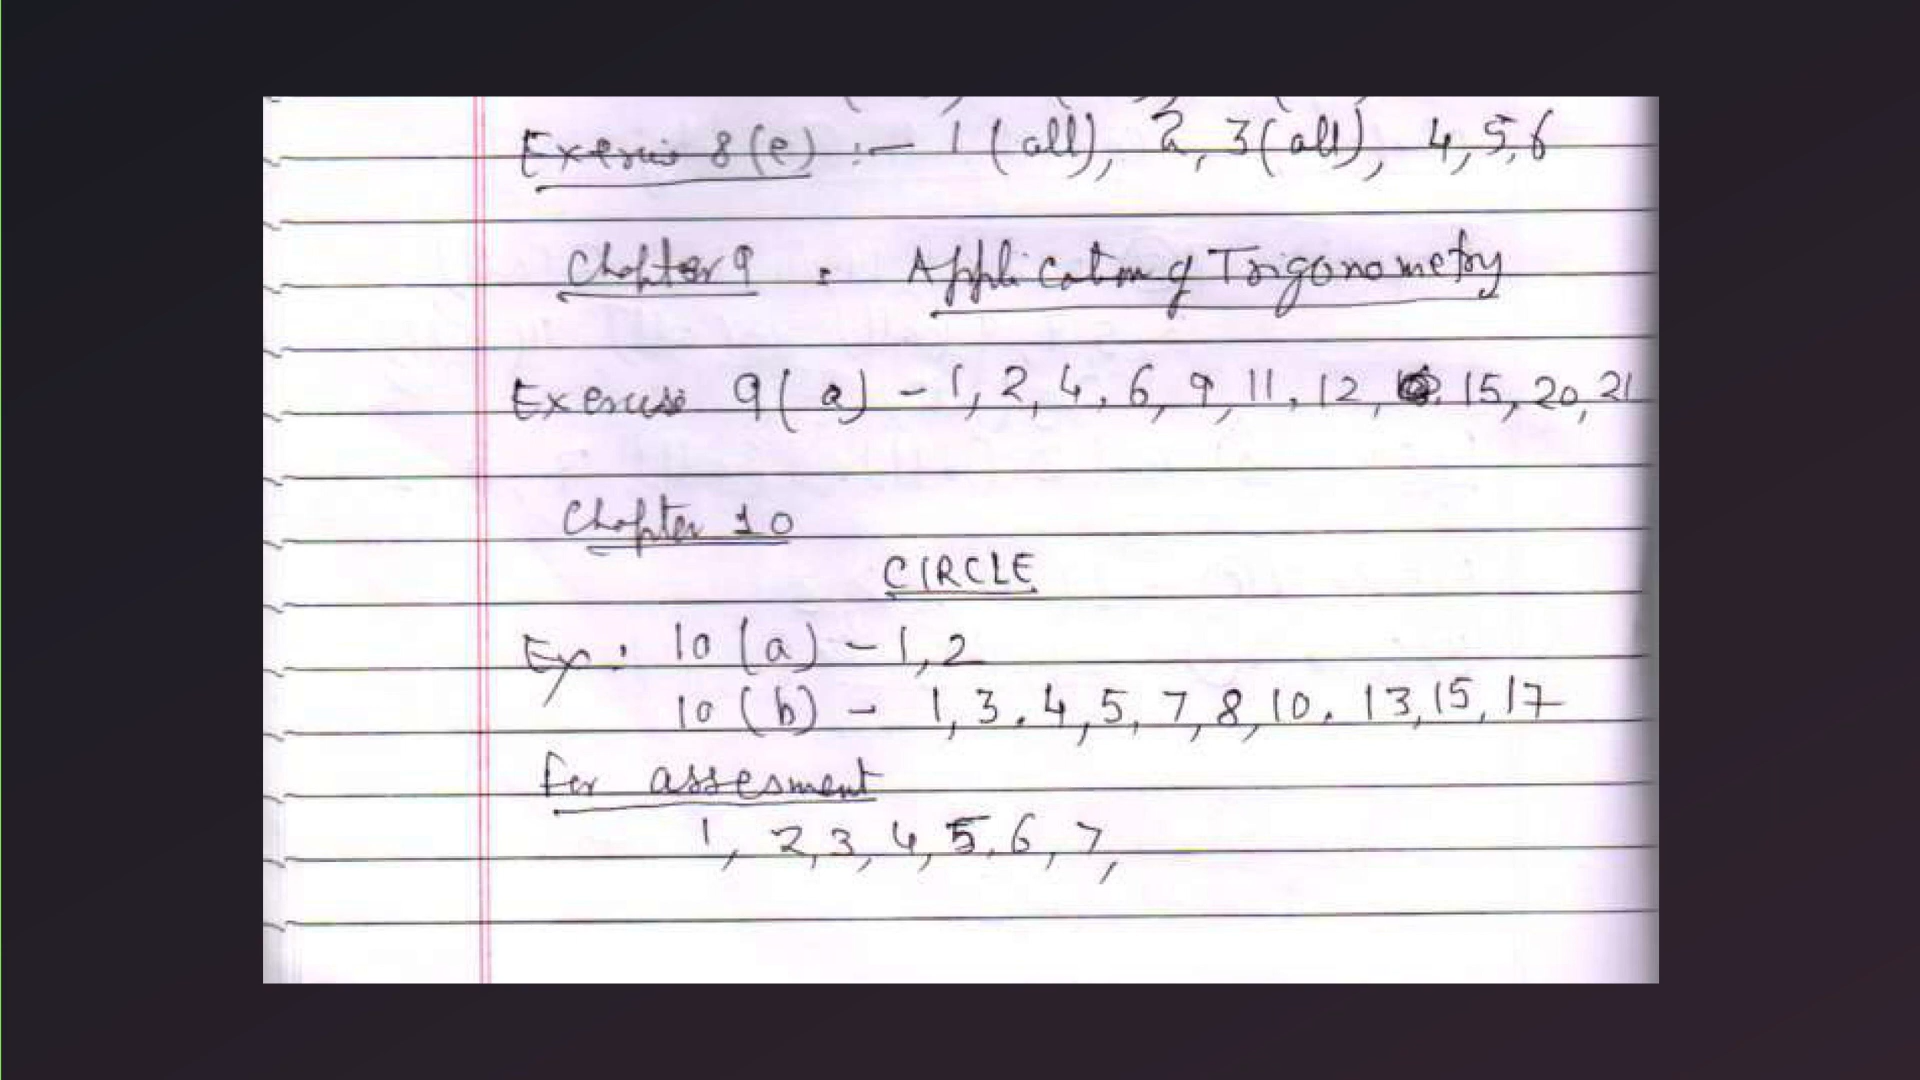 Exercis 8(e) :- 1 (all), 2, 3(all), 4,5,6
Chapter 9 : Application of Trigonometry
Exercise 9(a) - 1, 2, 4, 6, 9, 11, 12, 15, 20, 21
Chapter 10
CIRCLE
Ex: 10(a) - 1, 2
10(b) - 1, 3, 4, 5, 7, 8, 10, 13, 15, 17
For assesment
1, 2, 3, 4, 5, 6, 7,